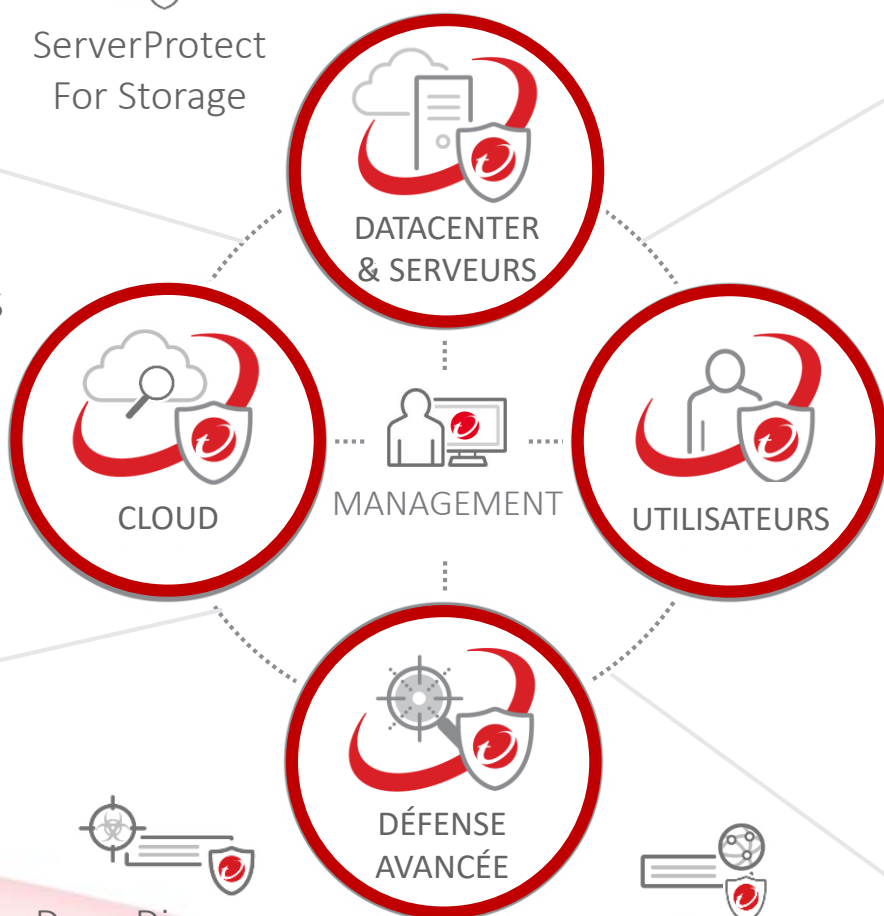 ServerProtect
For Storage
DATACENTER
& SERVEURS
CLOUD
MANAGEMENT
UTILISATEURS
DÉFENSE
AVANCÉE